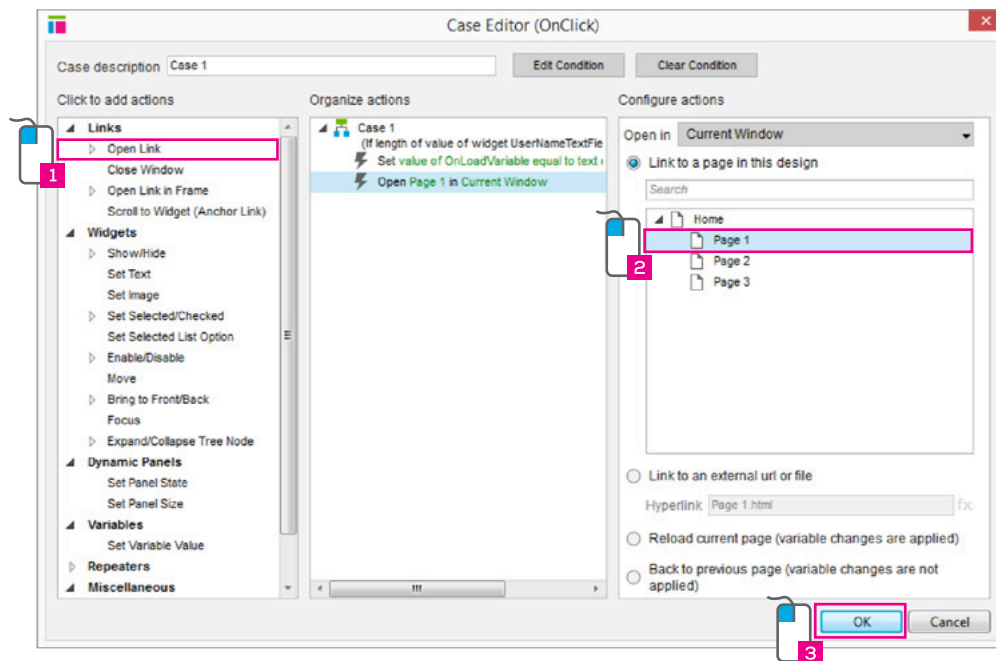 Case Editor (OnClick)
Case description Case 1 Edit Condition Clear Condition
Click to add actions
Links
Open Link
1
Close Window
Open Link in Frame
Scroll to Widget (Anchor Link)
Widgets
Show/Hide
Set Text
Set Image
Set Selected/Checked
Set Selected List Option
Enable/Disable
Move
Bring to Front/Back
Focus
Expand/Collapse Tree Node
Dynamic Panels
Set Panel State
Set Panel Size
Variables
Set Variable Value
Repeaters
Miscellaneous
Organize actions
Case 1
(If length of value of widget UserNameTextFie
Set value of OnLoadVariable equal to text
Open Page 1 in Current Window
Configure actions
Open in Current Window
Link to a page in this design
Search
Home
Page 1
2
Page 2
Page 3
Link to an external url or file
Hyperlink Page 1.html fx
Reload current page (variable changes are applied)
Back to previous page (variable changes are not
applied)
OK Cancel
3